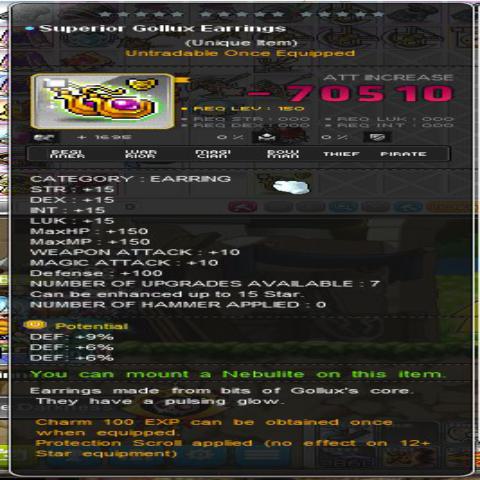 Superior Gollux Earrings
(Unique Item)
Untradable Once Equipped
ATT INCREASE
-70510
• REQ LEV : 150
• REQ STR : 000 • REQ LUK : 000
• REQ DEX : 000 • REQ INT : 000
+ 1695 0 % 0 %
BEGINNER WARRIOR MAGICIAN BOWMAN THIEF PIRATE
CATEGORY : EARRING
STR : +15
DEX : +15
INT : +15
LUK : +15
MaxHP : +150
MaxMP : +150
WEAPON ATTACK : +10
MAGIC ATTACK : +10
Defense : +100
NUMBER OF UPGRADES AVAILABLE : 7
Can be enhanced up to 15 Star.
NUMBER OF HAMMER APPLIED : 0
Potential
DEF: +9%
DEF: +6%
DEF: +6%
You can mount a Nebulite on this item.
Earrings made from bits of Gollux's core.
They have a pulsing glow.
Charm 100 EXP can be obtained once
when equipped.
Protection Scroll applied (no effect on 12+
Star equipment)